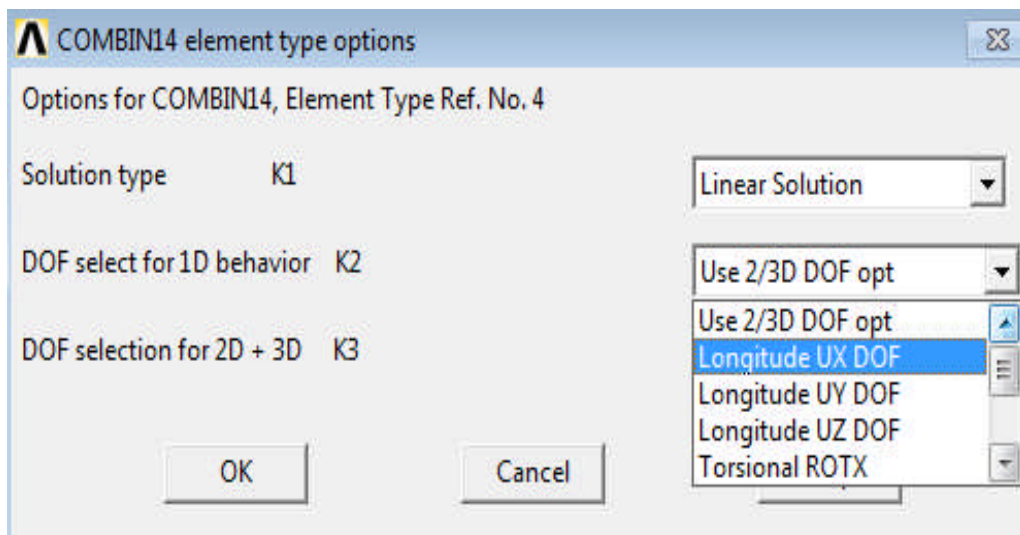 COMBIN14 element type options
Options for COMBIN14, Element Type Ref. No. 4
Solution type K1 Linear Solution
DOF select for 1D behavior K2 Use 2/3D DOF opt
Use 2/3D DOF opt
DOF selection for 2D + 3D K3 Longitude UX DOF
Longitude UY DOF
Longitude UZ DOF
Torsional ROTX
OK Cancel